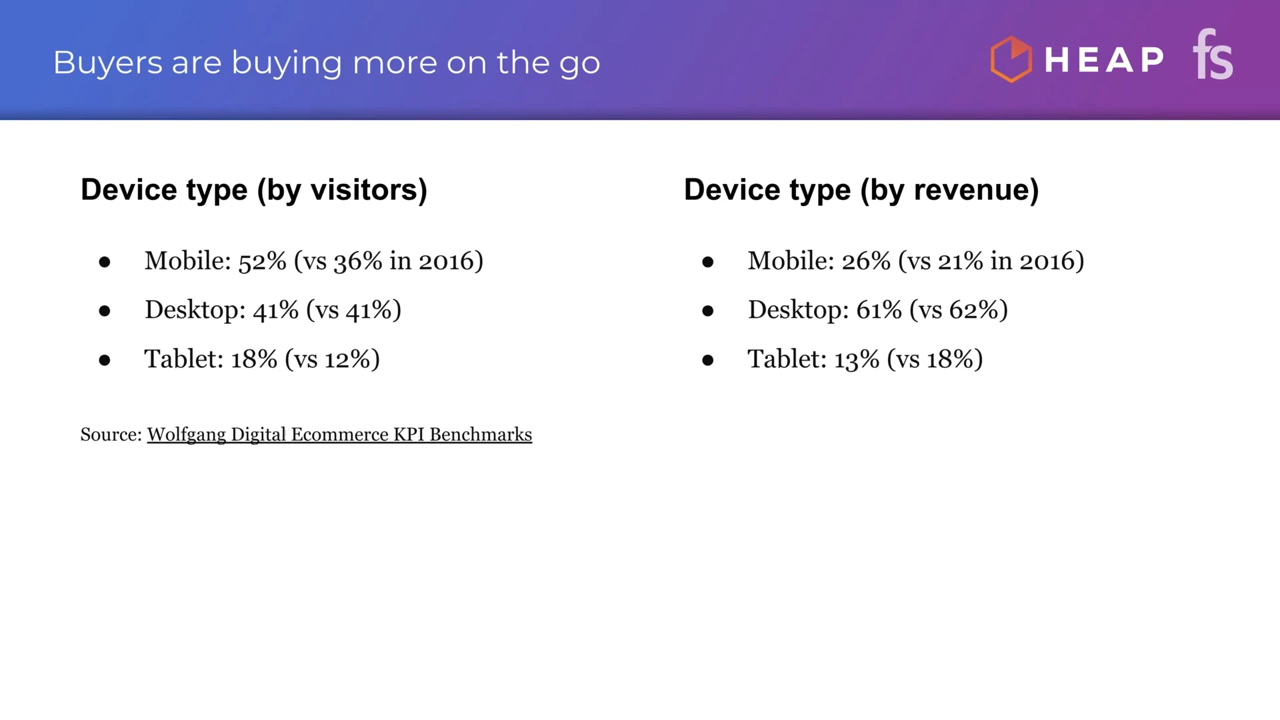 Buyers are buying more on the go
HEAP fs
Device type (by visitors)
● Mobile: 52% (vs 36% in 2016)
● Desktop: 41% (vs 41%)
● Tablet: 18% (vs 12%)
Source: Wolfgang Digital Ecommerce KPI Benchmarks
Device type (by revenue)
● Mobile: 26% (vs 21% in 2016)
● Desktop: 61% (vs 62%)
● Tablet: 13% (vs 18%)